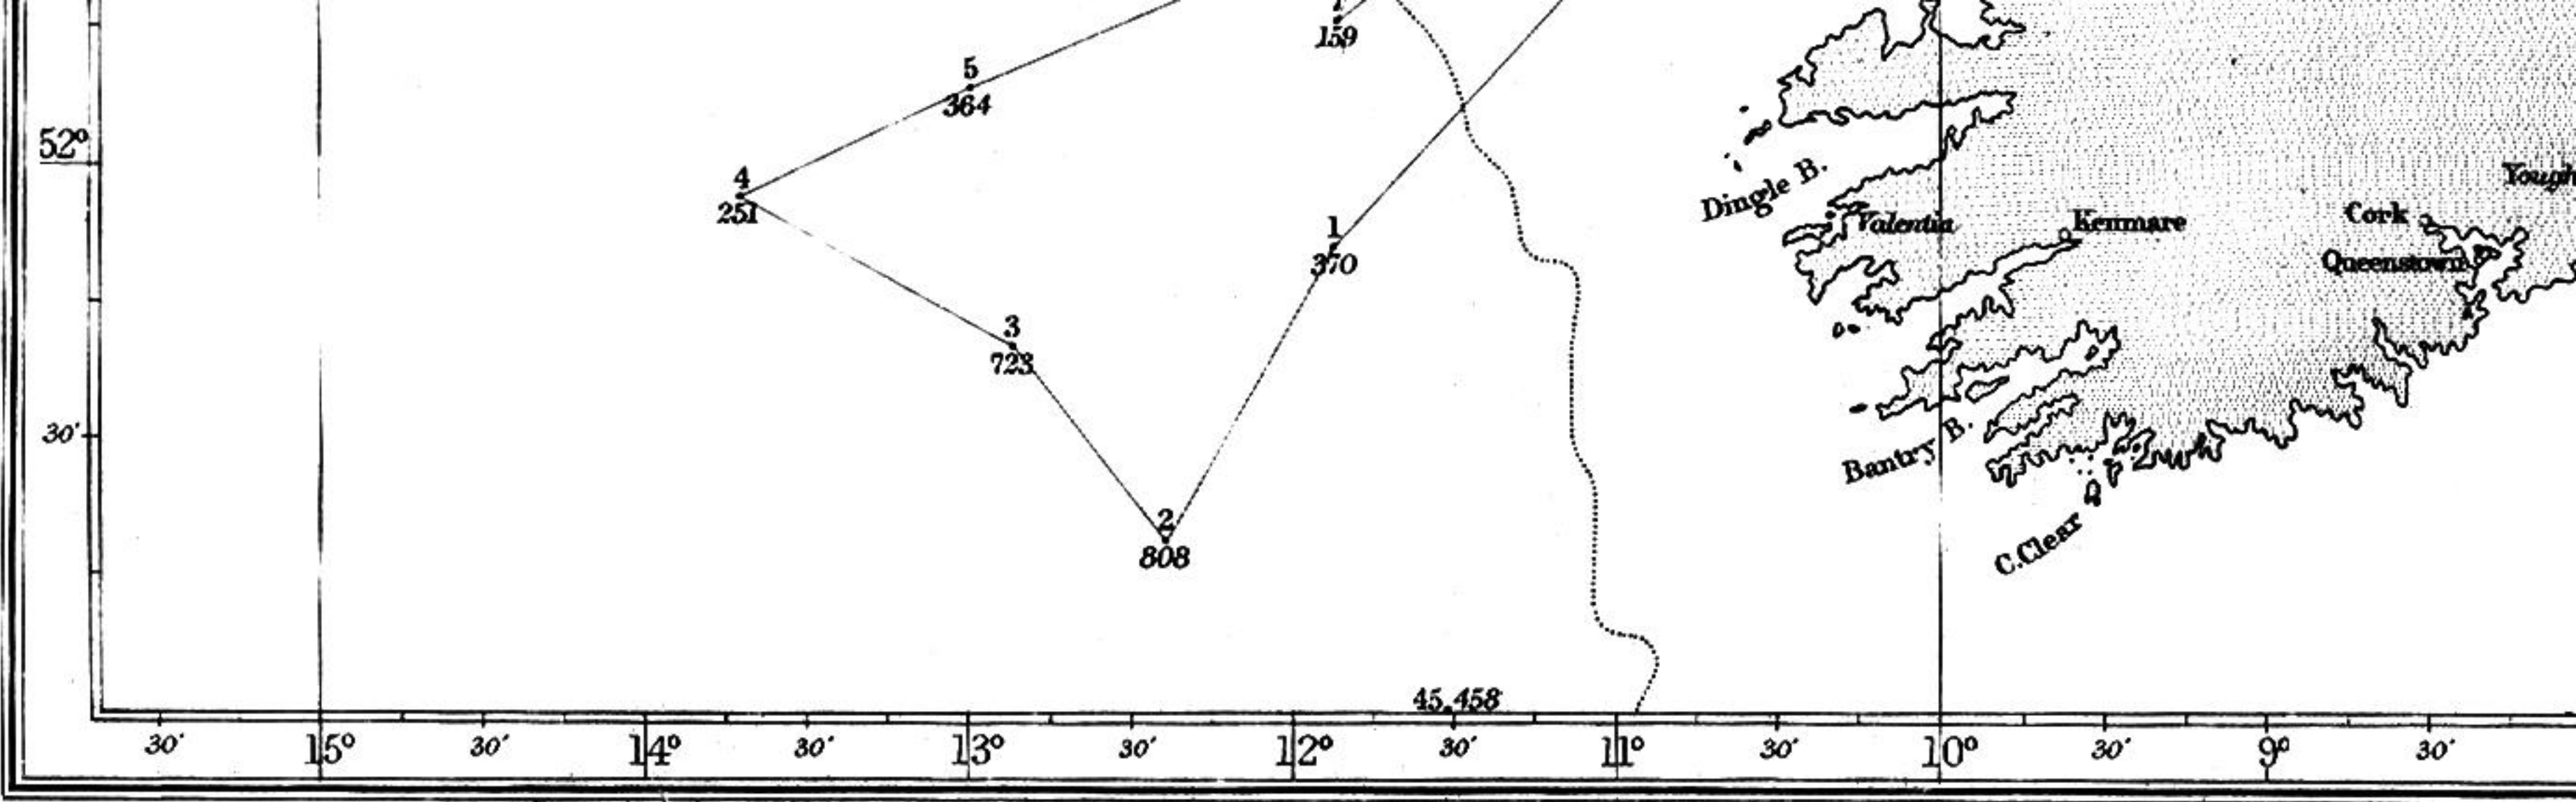 159
5
364
52°
4
251
Dingle B.
Valentia
Kenmare
Cork
Queenstown
Yough
1
370
3
723
30'
Bantry B.
2
808
C. Clear
45.458
30' 15° 30' 14° 30' 13° 30' 12° 30' 11° 30' 10° 30' 9° 30'